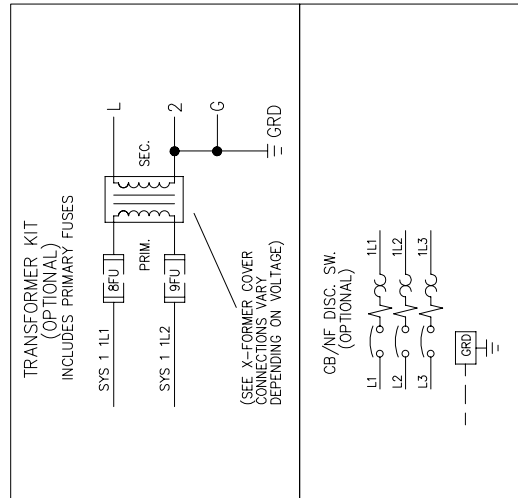 TRANSFORMER KIT
(OPTIONAL)
INCLUDES PRIMARY FUSES
SYS 1 1L1
8FU
PRIM.
SEC.
L
SYS 1 1L2
9FU
2
G
GRD
(SEE X-FORMER COVER
CONNECTIONS VARY
DEPENDING ON VOLTAGE)
CB/NF DISC. SW.
(OPTIONAL)
L1
1L1
L2
1L2
L3
1L3
GRD